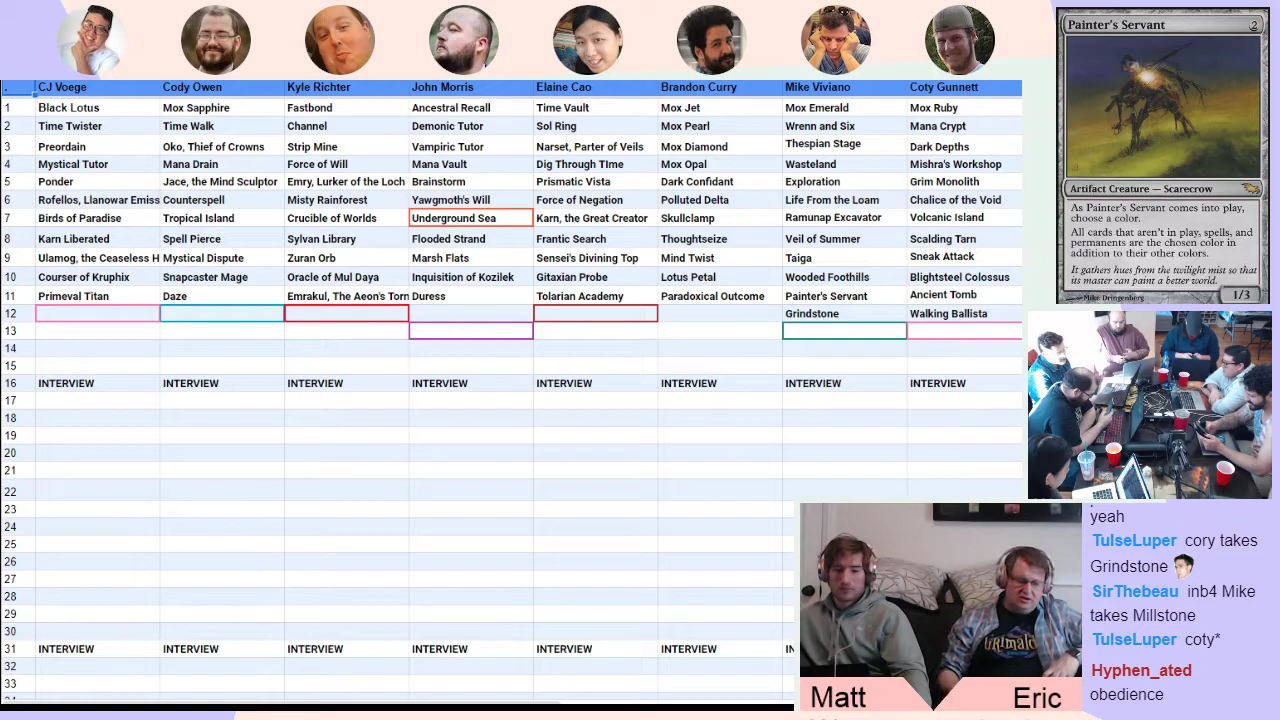 . CJ Voege Cody Owen Kyle Richter John Morris Elaine Cao Brandon Curry Mike Viviano Coty Gunnett
1 Black Lotus Mox Sapphire Fastbond Ancestral Recall Time Vault Mox Jet Mox Emerald Mox Ruby
2 Time Twister Time Walk Channel Demonic Tutor Sol Ring Mox Pearl Wrenn and Six Mana Crypt
3 Preordain Oko, Thief of Crowns Strip Mine Vampiric Tutor Narset, Parter of Veils Mox Diamond Thespian Stage Dark Depths
4 Mystical Tutor Mana Drain Force of Will Mana Vault Dig Through TIme Mox Opal Wasteland Mishra's Workshop
5 Ponder Jace, the Mind Sculptor Emry, Lurker of the Loch Brainstorm Prismatic Vista Dark Confidant Exploration Grim Monolith
6 Rofellos, Llanowar Emiss Counterspell Misty Rainforest Yawgmoth's Will Force of Negation Polluted Delta Life From the Loam Chalice of the Void
7 Birds of Paradise Tropical Island Crucible of Worlds Underground Sea Karn, the Great Creator Skullclamp Ramunap Excavator Volcanic Island
8 Karn Liberated Spell Pierce Sylvan Library Flooded Strand Frantic Search Thoughtseize Veil of Summer Scalding Tarn
9 Ulamog, the Ceaseless H Mystical Dispute Zuran Orb Marsh Flats Sensei's Divining Top Mind Twist Taiga Sneak Attack
10 Courser of Kruphix Snapcaster Mage Oracle of Mul Daya Inquisition of Kozilek Gitaxian Probe Lotus Petal Wooded Foothills Blightsteel Colossus
11 Primeval Titan Daze Emrakul, The Aeon's Torn Duress Tolarian Academy Paradoxical Outcome Painter's Servant Ancient Tomb
12 Grindstone Walking Ballista
13
14
15
16 INTERVIEW INTERVIEW INTERVIEW INTERVIEW INTERVIEW INTERVIEW INTERVIEW INTERVIEW
17
18
19
20
21
22
23
24
25
26
27
28
29
30
31 INTERVIEW INTERVIEW INTERVIEW INTERVIEW INTERVIEW INTERVIEW IN
32
33
Painter's Servant 2
Artifact Creature — Scarecrow
As Painter's Servant comes into play,
choose a color.
All cards that aren't in play, spells, and
permanents are the chosen color in
addition to their other colors.
It gathers hues from the twilight mist so that
its master can paint a better world.
Mike Dringenberg
1/3
yeah
TulseLuper cory takes
Grindstone
SirThebeau inb4 Mike
takes Millstone
TulseLuper coty*
Hyphen_ated
obedience
GRIMALD
Matt Eric